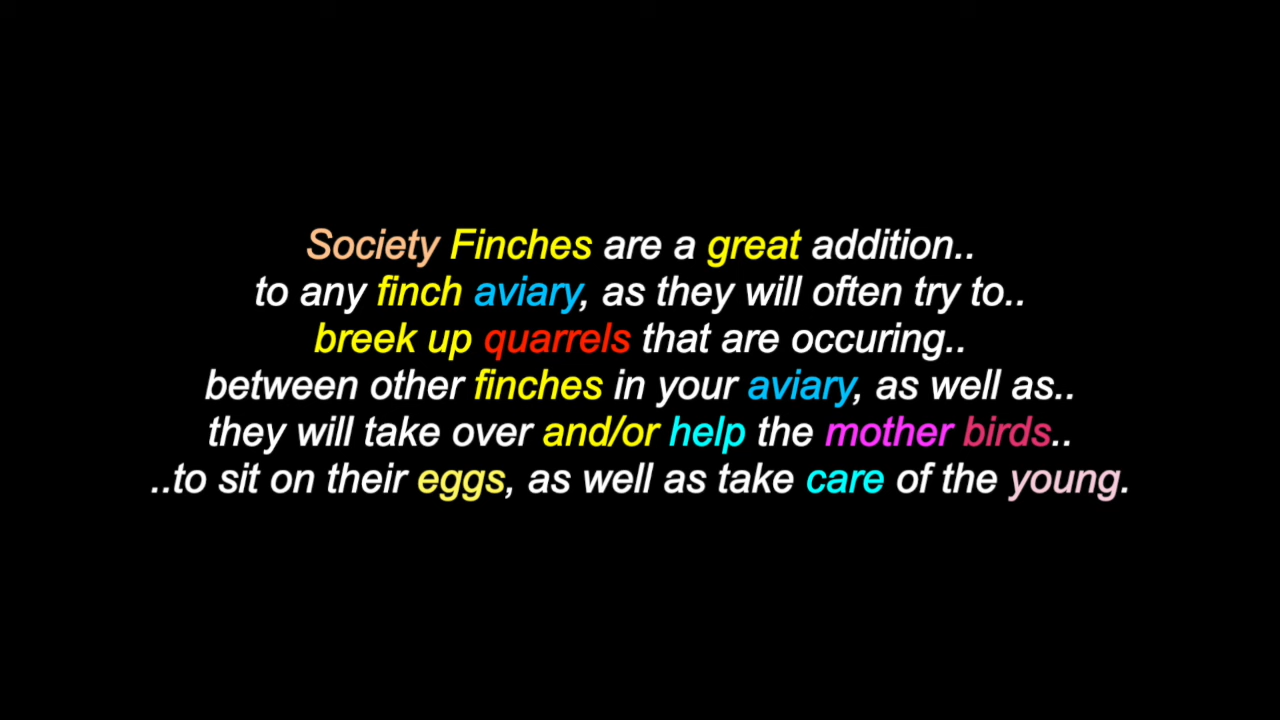 Society Finches are a great addition..
to any finch aviary, as they will often try to..
breek up quarrels that are occuring..
between other finches in your aviary, as well as..
they will take over and/or help the mother birds..
..to sit on their eggs, as well as take care of the young.